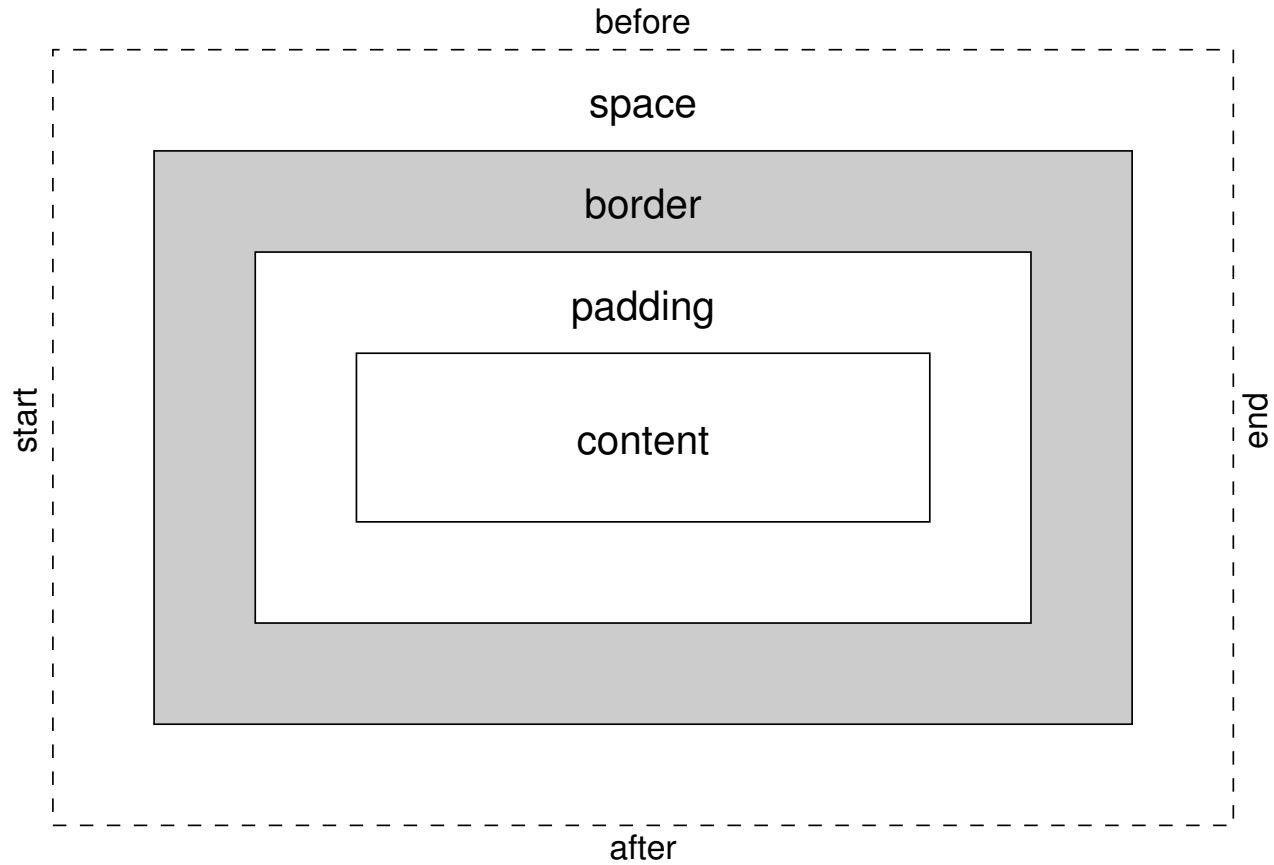 before
space
border
padding
start
content
end
after